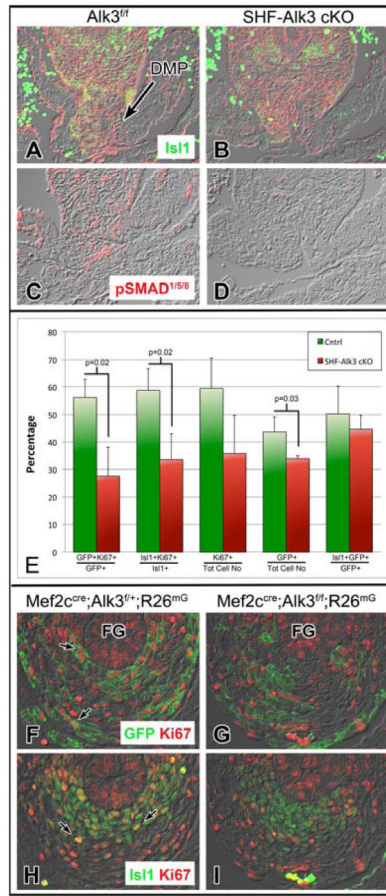 Alk3f/f SHF-Alk3 cKO
DMP
A B
Isl1
C D
pSMAD1/5/8
80
70
60
50
40
30
20
10
0
Percentage
Cntrl
SHF-Alk3 cKO
p=0.02
p=0.02
p=0.03
GFP+Ki67+ Isl1+Ki67+ Ki67+ GFP+ Isl1+GFP+
GFP+ Isl1+ Tot Cell No Tot Cell No GFP+
E
Mef2ccre;Alk3f/+;R26mG Mef2ccre;Alk3f/f;R26mG
FG FG
F GFP Ki67 G
H Isl1 Ki67 I